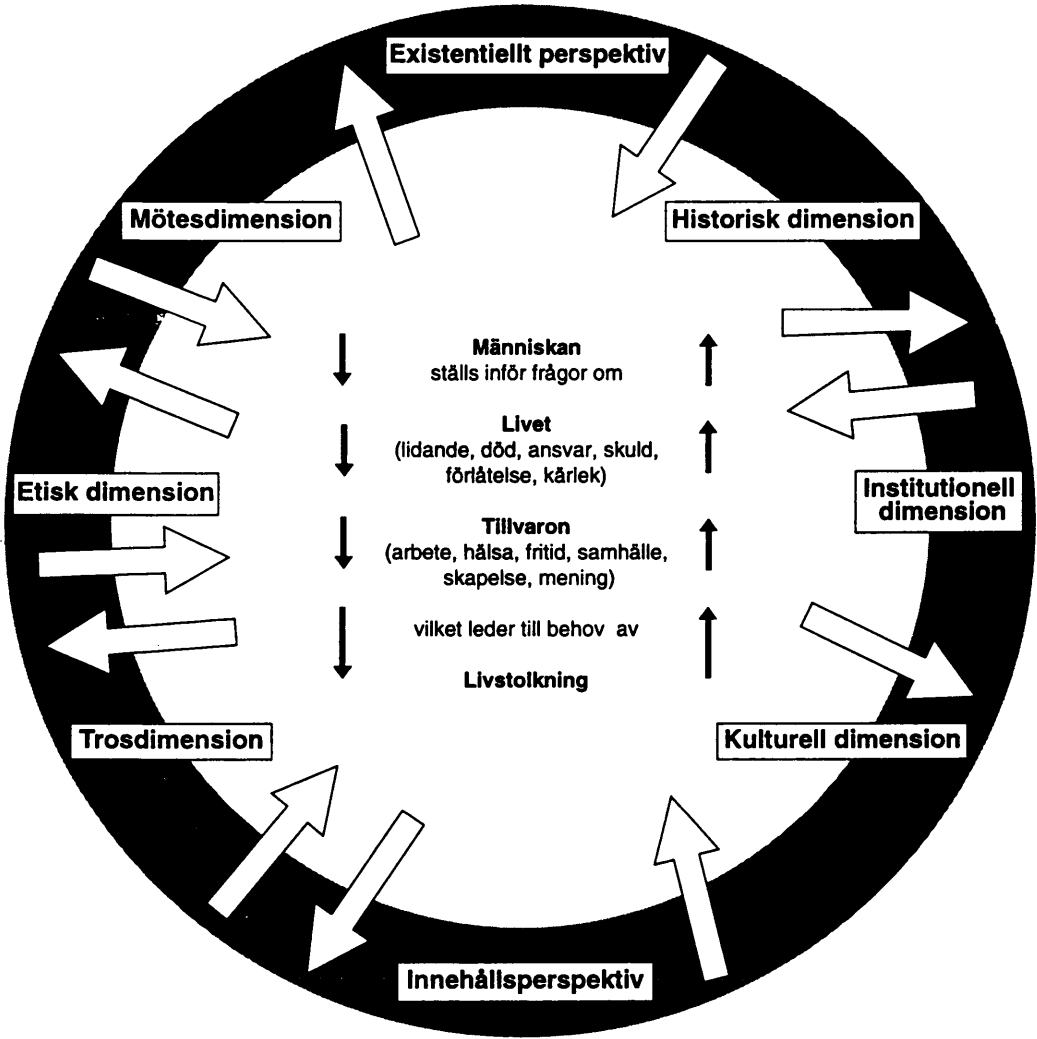 Existentiellt perspektiv
Mötesdimension
Historisk dimension
Människan
ställs inför frågor om
Livet
(lidande, död, ansvar, skuld,
förlåtelse, kärlek)
Etisk dimension
Institutionell
dimension
Tillvaron
(arbete, hälsa, fritid, samhälle,
skapelse, mening)
vilket leder till behov av
Livstolkning
Trosdimension
Kulturell dimension
Innehållsperspektiv